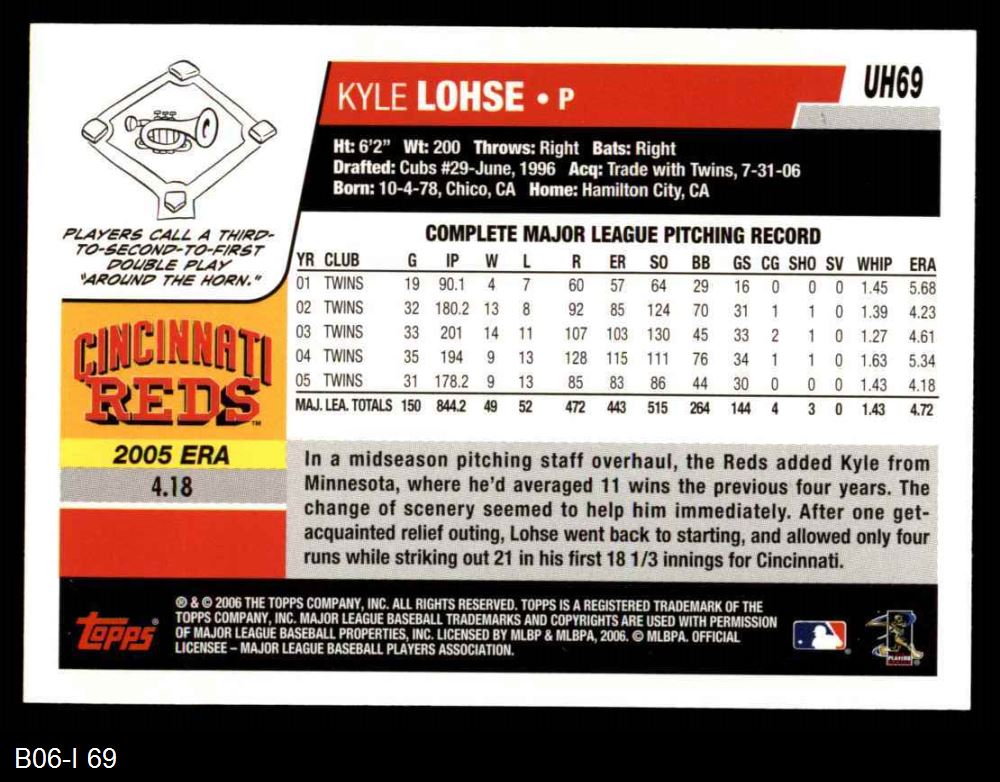 KYLE LOHSE • P
UH69
Ht: 6'2" Wt: 200 Throws: Right Bats: Right
Drafted: Cubs #29-June, 1996 Acq: Trade with Twins, 7-31-06
Born: 10-4-78, Chico, CA Home: Hamilton City, CA
PLAYERS CALL A THIRD-
TO-SECOND-TO-FIRST
DOUBLE PLAY
"AROUND THE HORN."
COMPLETE MAJOR LEAGUE PITCHING RECORD
YR CLUB G IP W L R ER SO BB GS CG SHO SV WHIP ERA
01 TWINS 19 90.1 4 7 60 57 64 29 16 0 0 0 1.45 5.68
02 TWINS 32 180.2 13 8 92 85 124 70 31 1 1 0 1.39 4.23
03 TWINS 33 201 14 11 107 103 130 45 33 2 1 0 1.27 4.61
04 TWINS 35 194 9 13 128 115 111 76 34 1 1 0 1.63 5.34
05 TWINS 31 178.2 9 13 85 83 86 44 30 0 0 0 1.43 4.18
MAJ. LEA. TOTALS 150 844.2 49 52 472 443 515 264 144 4 3 0 1.43 4.72
CINCINNATI
REDS™
2005 ERA
4.18
In a midseason pitching staff overhaul, the Reds added Kyle from
Minnesota, where he'd averaged 11 wins the previous four years. The
change of scenery seemed to help him immediately. After one get-
acquainted relief outing, Lohse went back to starting, and allowed only four
runs while striking out 21 in his first 18 1/3 innings for Cincinnati.
Topps®
® & © 2006 THE TOPPS COMPANY, INC. ALL RIGHTS RESERVED. TOPPS IS A REGISTERED TRADEMARK OF THE
TOPPS COMPANY, INC. MAJOR LEAGUE BASEBALL TRADEMARKS AND COPYRIGHTS ARE USED WITH PERMISSION
OF MAJOR LEAGUE BASEBALL PROPERTIES, INC. LICENSED BY MLBP & MLBPA, 2006. © MLBPA. OFFICIAL
LICENSEE – MAJOR LEAGUE BASEBALL PLAYERS ASSOCIATION.
PLAYERS
B06-I 69